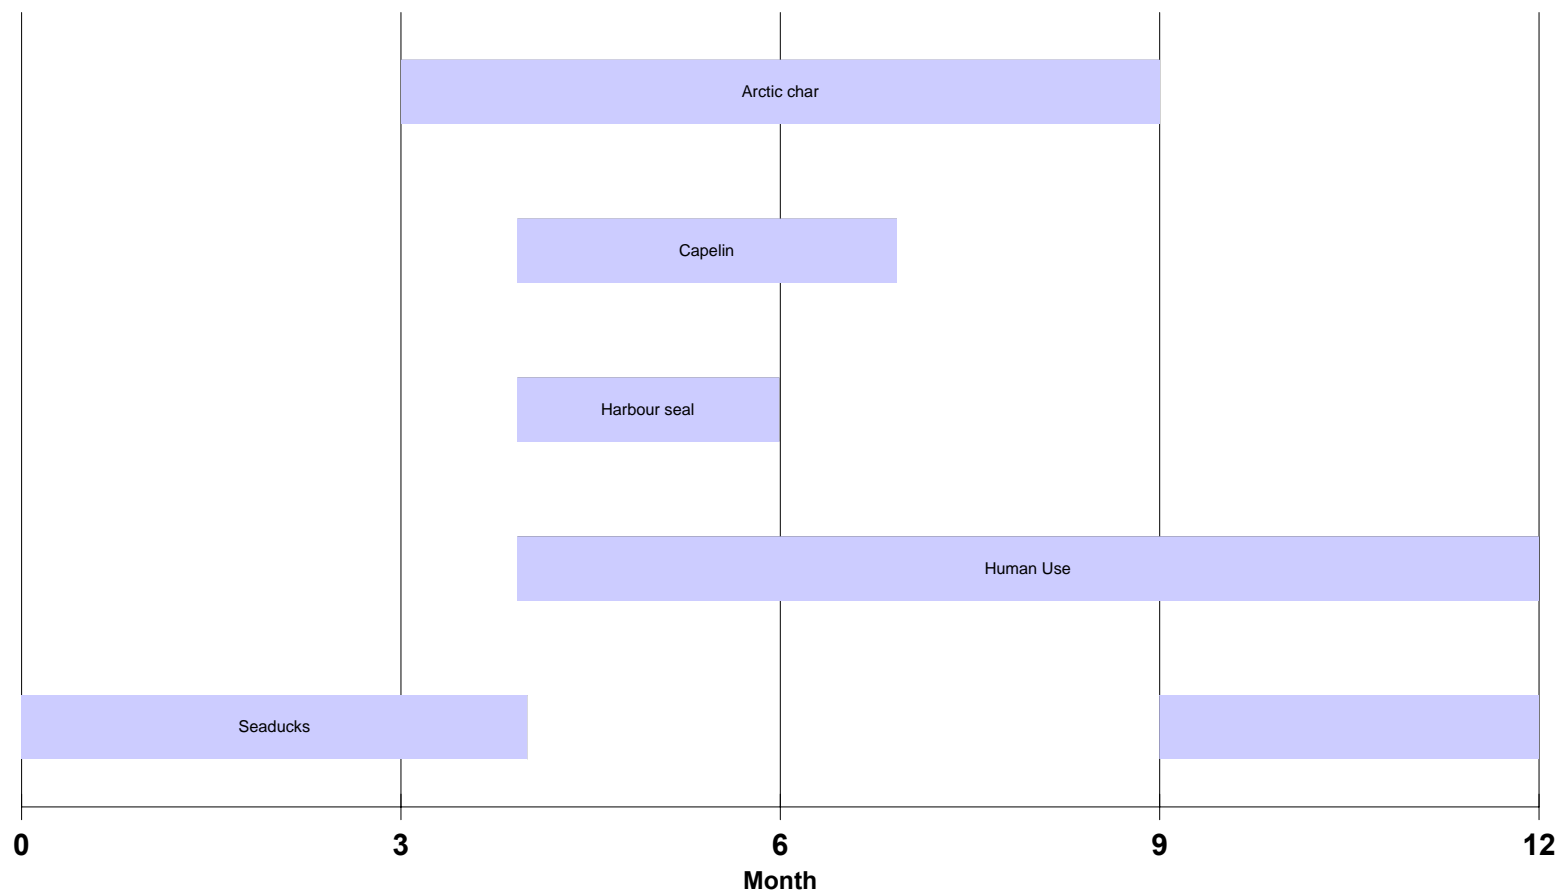 Arctic char
Capelin
Harbour seal
Human Use
Seaducks
0 3 6 9 12
Month